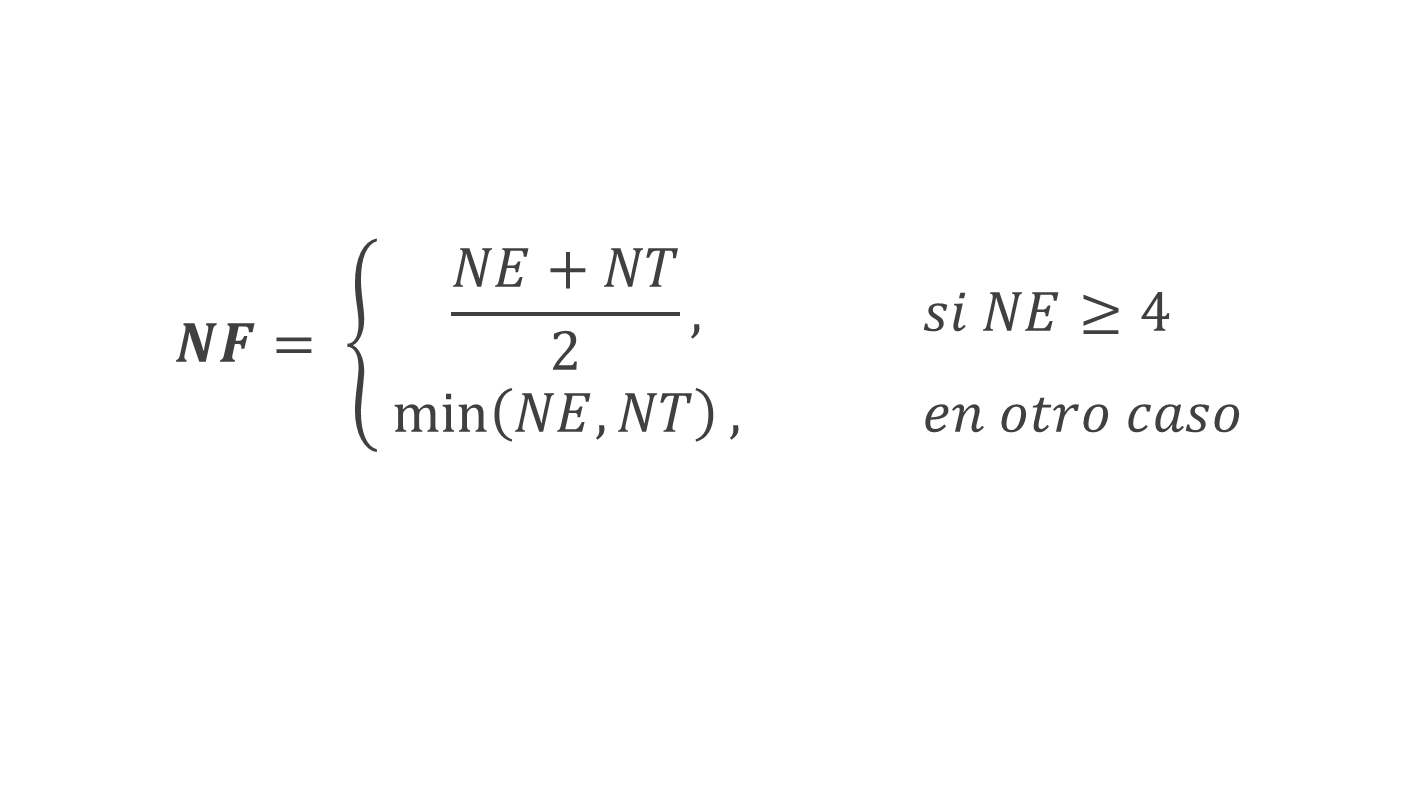 NF = { (NE + NT) / 2 , si NE ≥ 4
min(NE, NT) , en otro caso